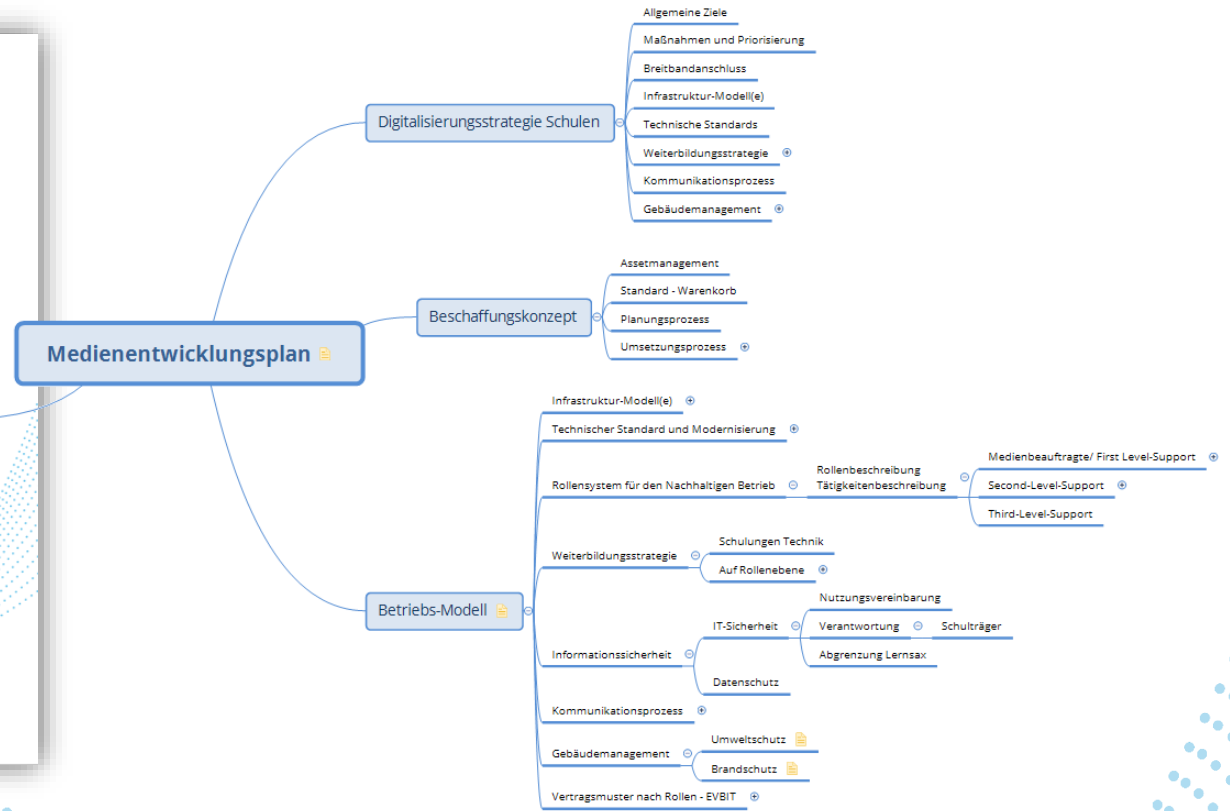 Medienentwicklungsplan
Digitalisierungsstrategie Schulen
Allgemeine Ziele
Maßnahmen und Priorisierung
Breitbandanschluss
Infrastruktur-Modell(e)
Technische Standards
Weiterbildungsstrategie
Kommunikationsprozess
Gebäudemanagement
Beschaffungskonzept
Assetmanagement
Standard - Warenkorb
Planungsprozess
Umsetzungsprozess
Betriebs-Modell
Infrastruktur-Modell(e)
Technischer Standard und Modernisierung
Rollensystem für den Nachhaltigen Betrieb
Rollenbeschreibung
Tätigkeitenbeschreibung
Medienbeauftragte/ First Level-Support
Second-Level-Support
Third-Level-Support
Weiterbildungsstrategie
Schulungen Technik
Auf Rollenebene
Informationssicherheit
IT-Sicherheit
Nutzungsvereinbarung
Verantwortung
Schulträger
Abgrenzung Lernsax
Datenschutz
Kommunikationsprozess
Gebäudemanagement
Umweltschutz
Brandschutz
Vertragsmuster nach Rollen - EVBIT